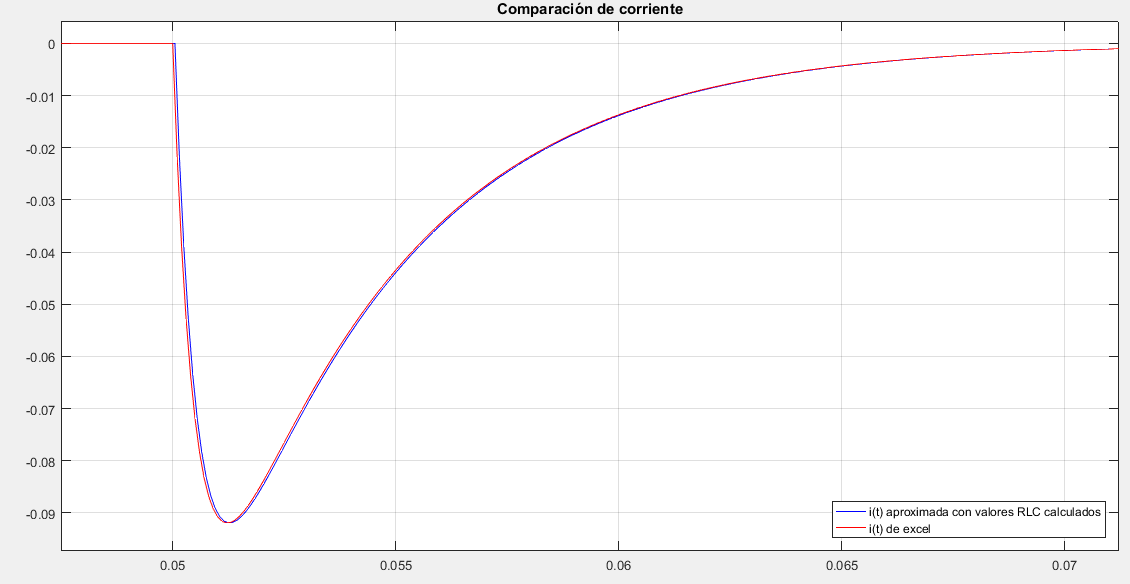 Comparación de corriente
0
-0.01
-0.02
-0.03
-0.04
-0.05
-0.06
-0.07
-0.08
-0.09
0.05 0.055 0.06 0.065 0.07
i(t) aproximada con valores RLC calculados
i(t) de excel